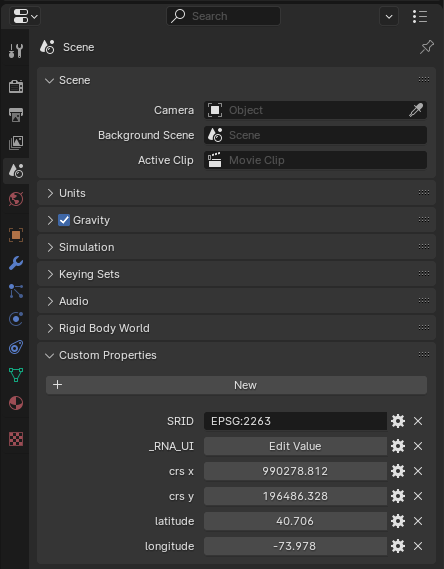 Search
Scene
Scene
Camera Object
Background Scene Scene
Active Clip Movie Clip
Units
Gravity
Simulation
Keying Sets
Audio
Rigid Body World
Custom Properties
+ New
SRID EPSG:2263
_RNA_UI Edit Value
crs x 990278.812
crs y 196486.328
latitude 40.706
longitude -73.978